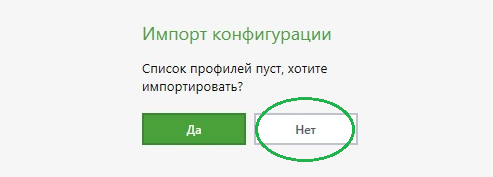 Импорт конфигурации
Список профилей пуст, хотите
импортировать?
Да
Нет